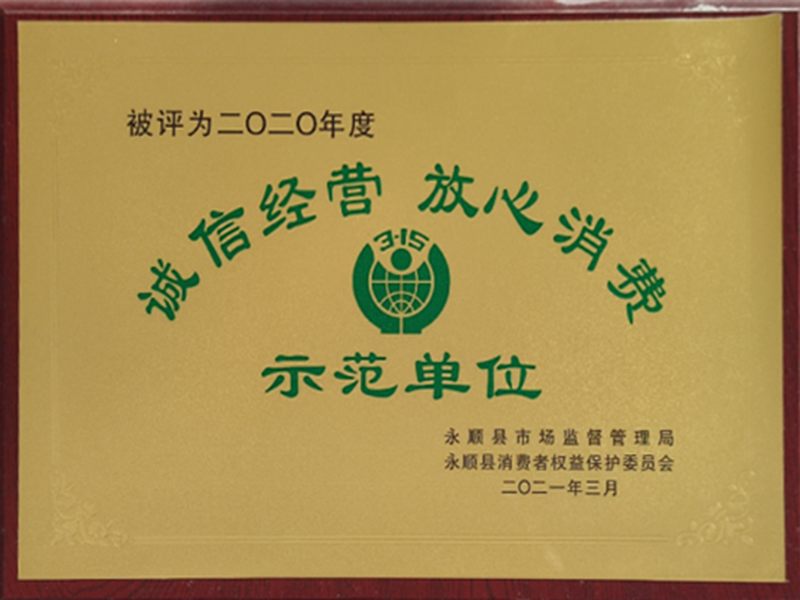 被评为二〇二〇年度
诚信经营 放心消费
3·15
示范单位
永顺县市场监督管理局
永顺县消费者权益保护委员会
二〇二一年三月